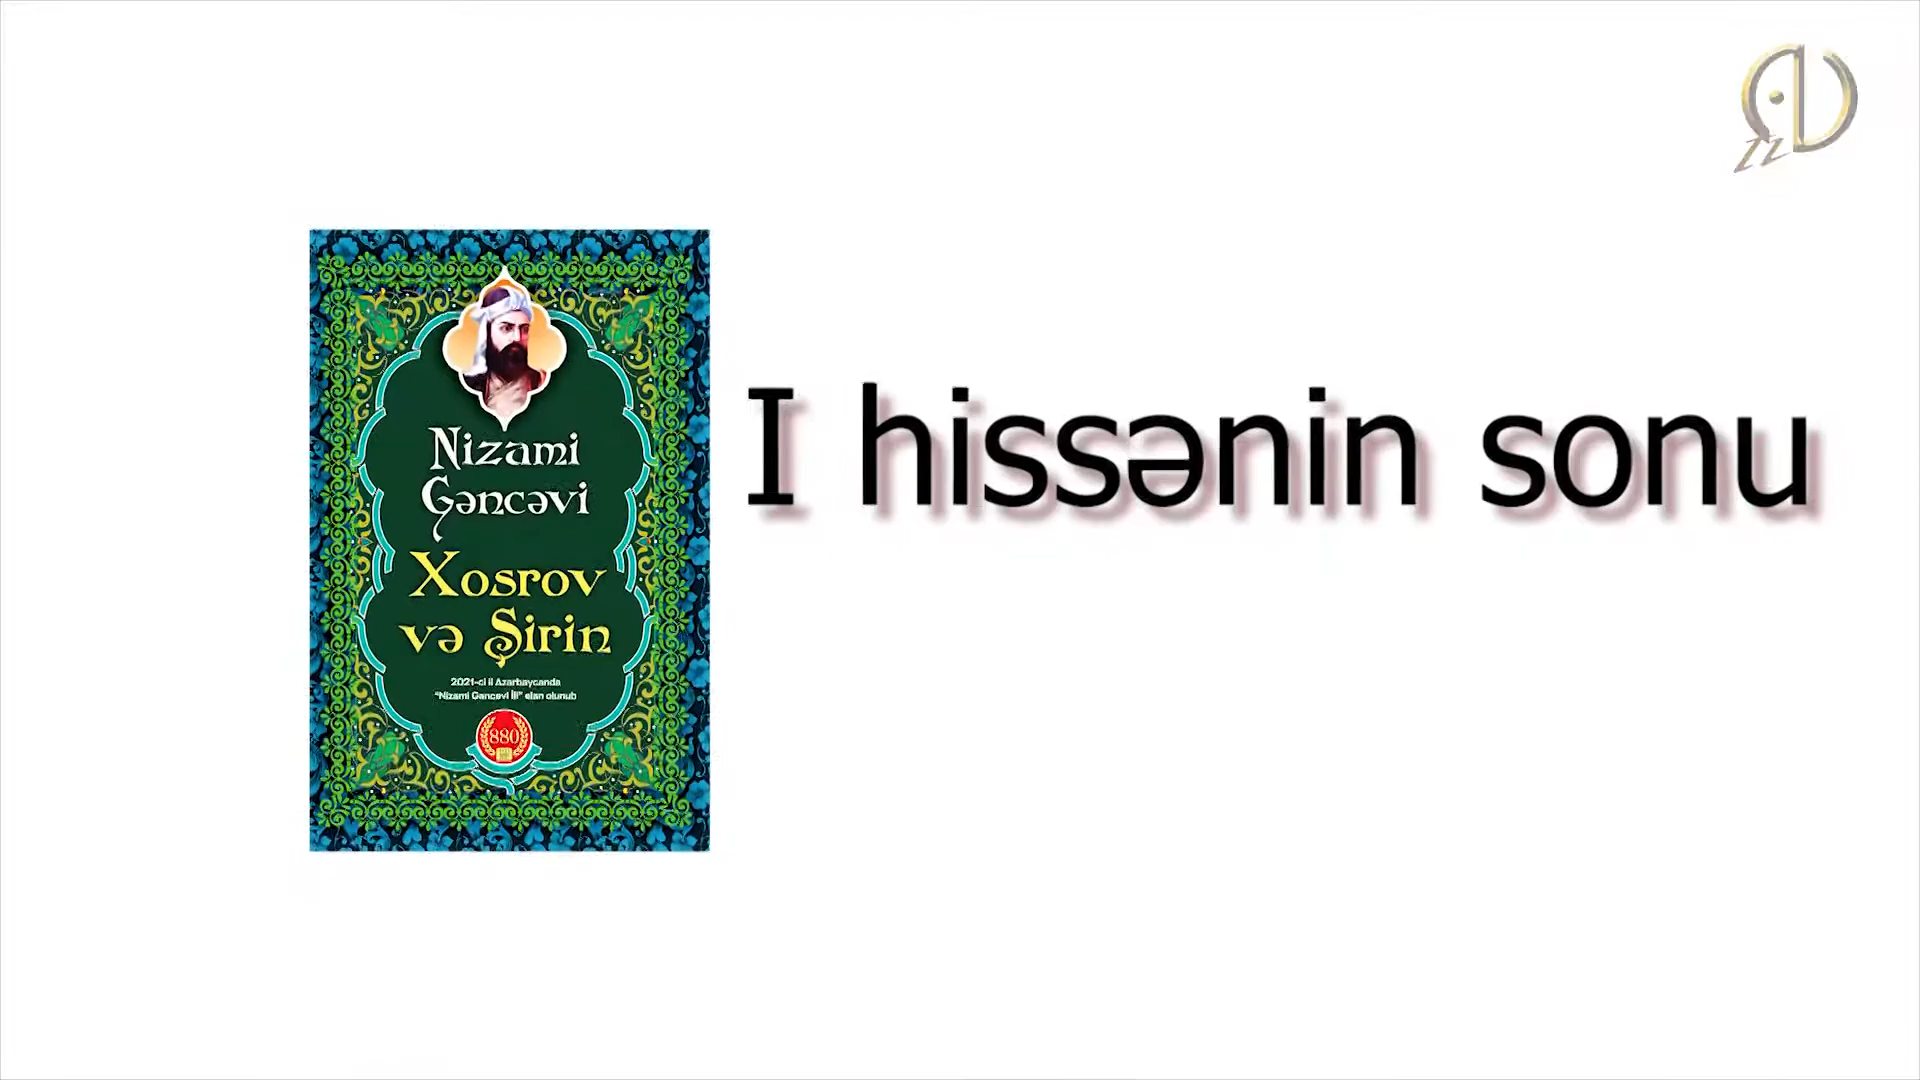 Nizami
Gəncəvi
Xosrov
və Şirin
2021-ci il Azərbaycanda
"Nizami Gəncəvi İli" elan olunub
880
I hissənin sonu